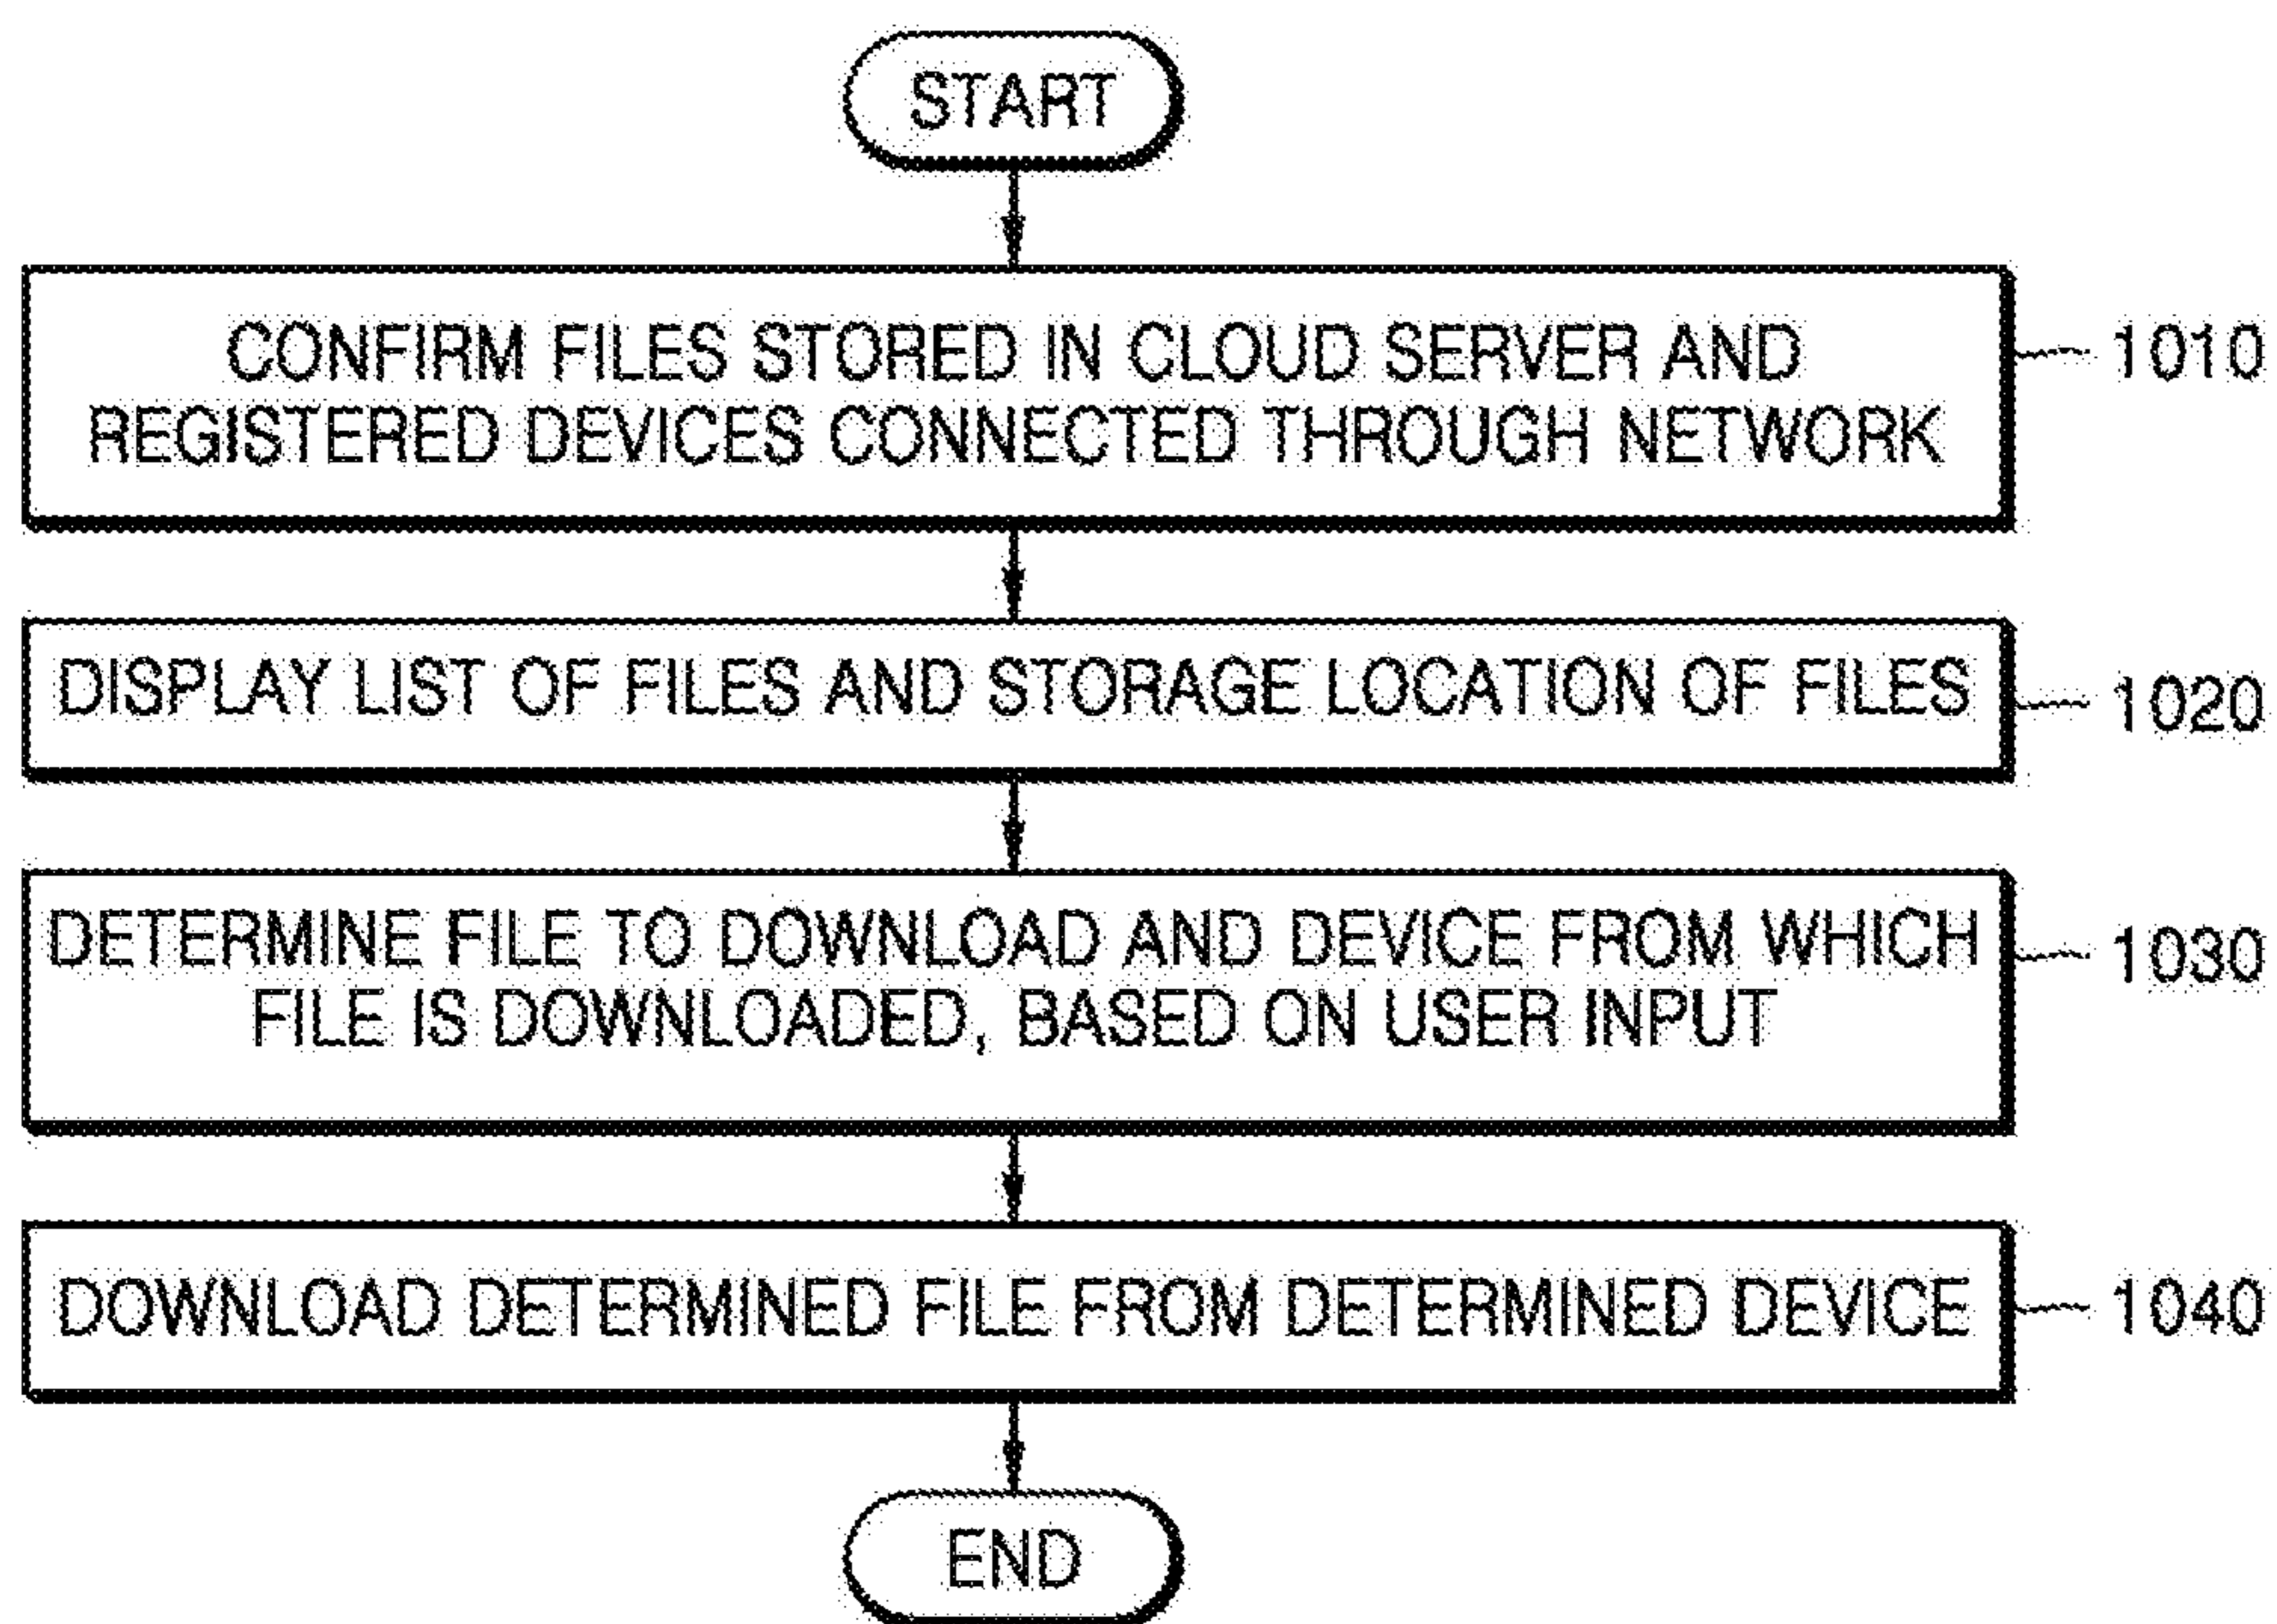 START
CONFIRM FILES STORED IN CLOUD SERVER AND
REGISTERED DEVICES CONNECTED THROUGH NETWORK
1010
DISPLAY LIST OF FILES AND STORAGE LOCATION OF FILES
1020
DETERMINE FILE TO DOWNLOAD AND DEVICE FROM WHICH
FILE IS DOWNLOADED, BASED ON USER INPUT
1030
DOWNLOAD DETERMINED FILE FROM DETERMINED DEVICE
1040
END